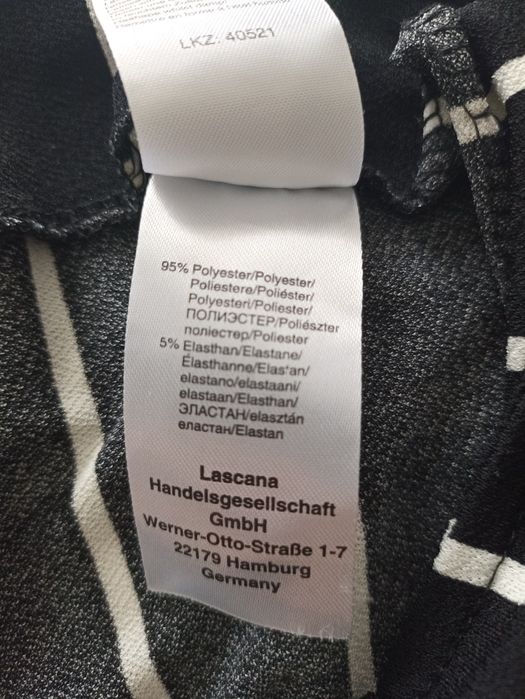 LKZ: 40521
95% Polyester/Polyester/
Poliestere/Poliéster/
Polyesteri/Poliester/
ПОЛИЭСТЕР/Poliészter
полиестер/Poliester
5% Elasthan/Elastane/
Élasthanne/Elas'an/
elastano/elastaani/
elastaan/Elasthan/
ЭЛАСТАН/elasztán
еластан/Elastan
Lascana
Handelsgesellschaft
GmbH
Werner-Otto-Straße 1-7
22179 Hamburg
Germany